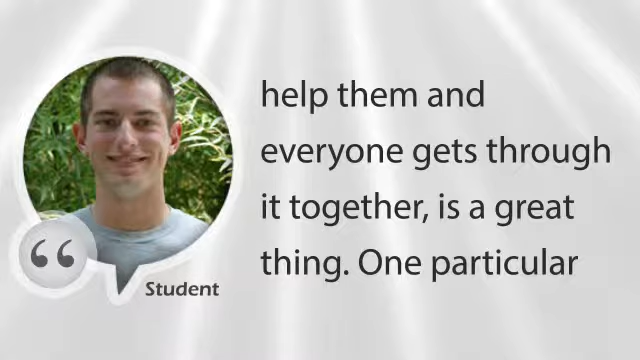 help them and
everyone gets through
it together, is a great
thing. One particular
Student